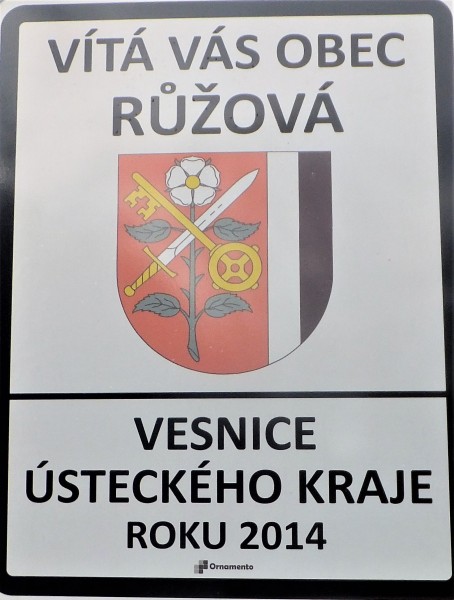 VÍTÁ VÁS OBEC
RŮŽOVÁ
VESNICE
ÚSTECKÉHO KRAJE
ROKU 2014
Ornamento